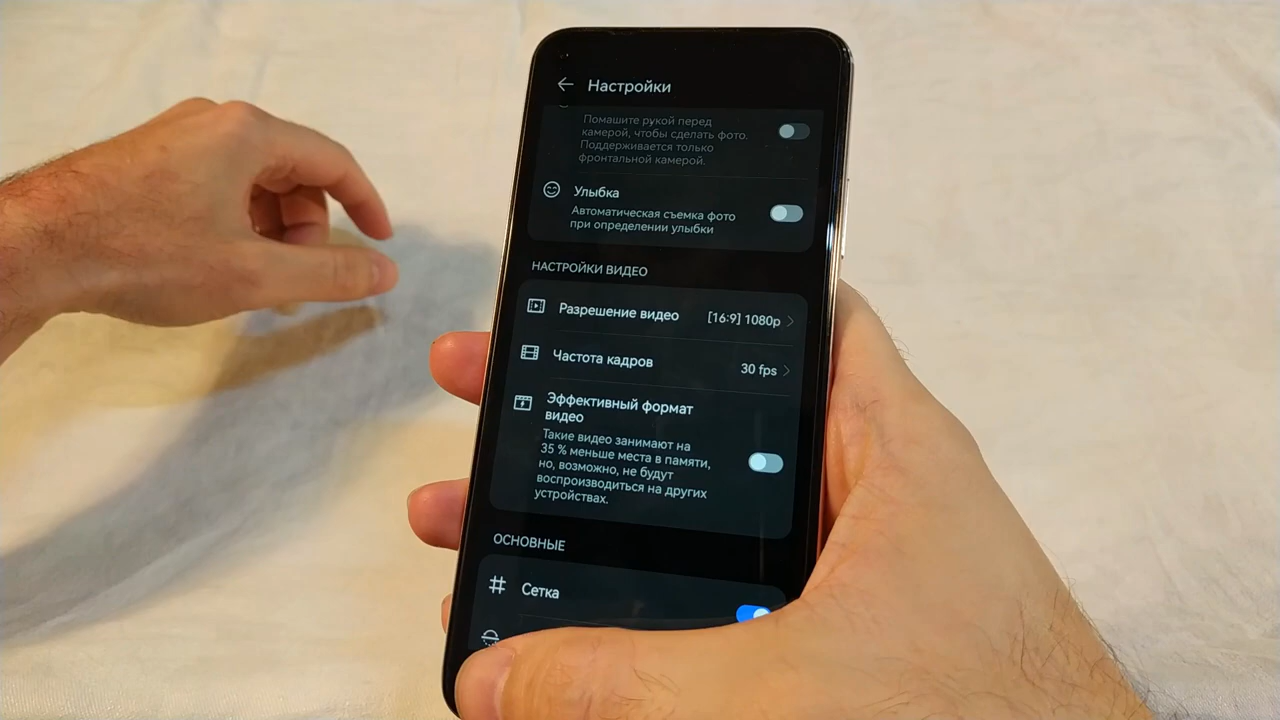 Настройки
Помашите рукой перед
камерой, чтобы сделать фото.
Поддерживается только
фронтальной камерой.
Улыбка
Автоматическая съемка фото
при определении улыбки
НАСТРОЙКИ ВИДЕО
Разрешение видео [16:9] 1080p
Частота кадров 30 fps
Эффективный формат
видео
Такие видео занимают на
35 % меньше места в памяти,
но, возможно, не будут
воспроизводиться на других
устройствах.
ОСНОВНЫЕ
Сетка